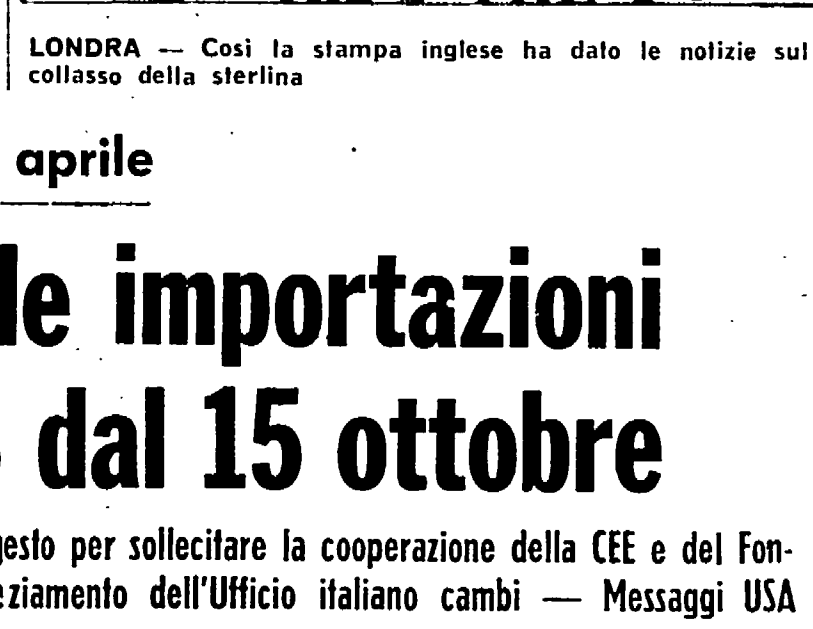 LONDRA — Così la stampa inglese ha dato le notizie sul
collasso della sterlina
aprile
le importazioni
dal 15 ottobre
gesto per sollecitare la cooperazione della CEE e del Fon-
eziamento dell'Ufficio italiano cambi — Messaggi USA